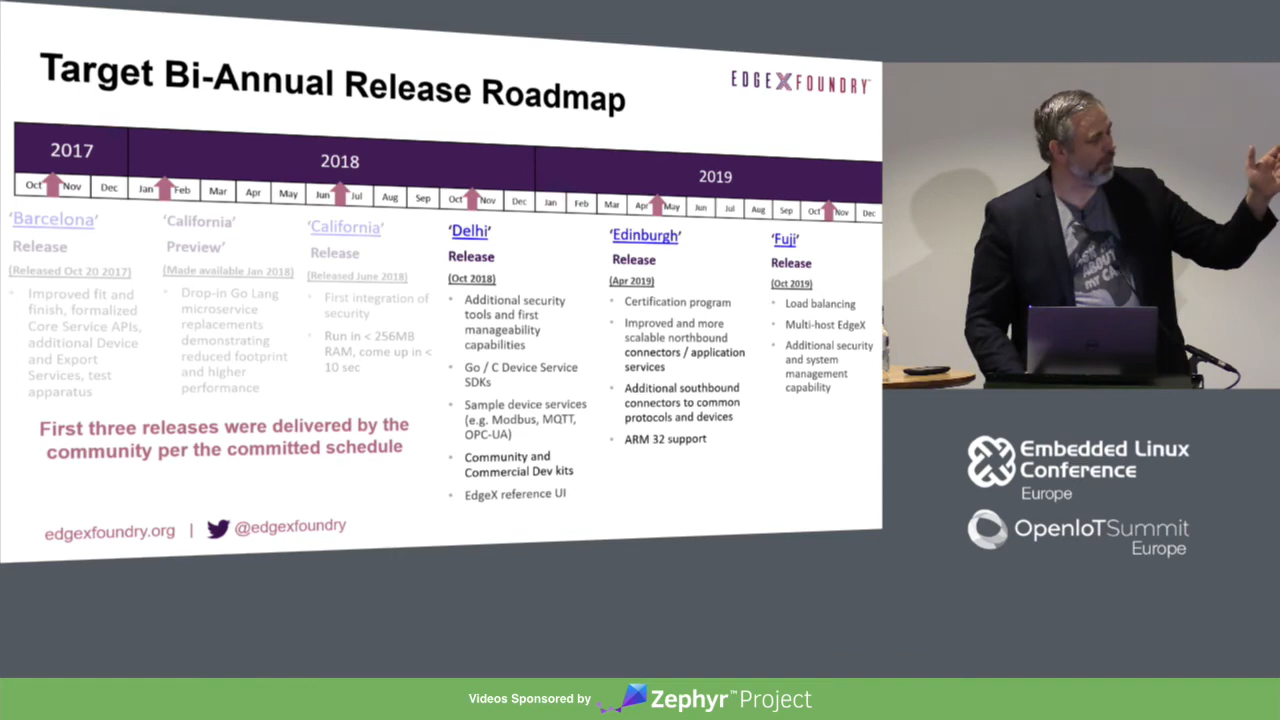 Target Bi-Annual Release Roadmap
EDGE X FOUNDRY™
2017
2018
2019
Oct
Nov
Dec
Jan
Feb
Mar
Apr
May
Jun
Jul
Aug
Sep
Oct
Nov
Dec
Jan
Feb
Mar
Apr
May
Jun
Jul
Aug
Sep
Oct
Nov
Dec
'Barcelona'
Release
(Released Oct 20 2017)
• Improved fit and
finish, formalized
Core Service APIs,
additional Device
and Export
Services, test
apparatus
'California'
Preview'
(Made available Jan 2018)
• Drop-in Go Lang
microservice
replacements
demonstrating
reduced footprint
and higher
performance
'California'
Release
(Released June 2018)
• First integration of
security
• Run in < 256MB
RAM, come up in <
10 sec
'Delhi'
Release
(Oct 2018)
• Additional security
tools and first
manageability
capabilities
• Go / C Device Service
SDKs
• Sample device services
(e.g. Modbus, MQTT,
OPC-UA)
• Community and
Commercial Dev kits
• EdgeX reference UI
'Edinburgh'
Release
(Apr 2019)
• Certification program
• Improved and more
scalable northbound
connectors / application
services
• Additional southbound
connectors to common
protocols and devices
• ARM 32 support
'Fuji'
Release
(Oct 2019)
• Load balancing
• Multi-host EdgeX
• Additional security
and system
management
capability
First three releases were delivered by the
community per the committed schedule
edgexfoundry.org | @edgexfoundry
ASK ME
ABOUT
MY CAT
Embedded Linux
Conference
Europe
OpenIoTSummit
Europe
Videos Sponsored by Zephyr™Project